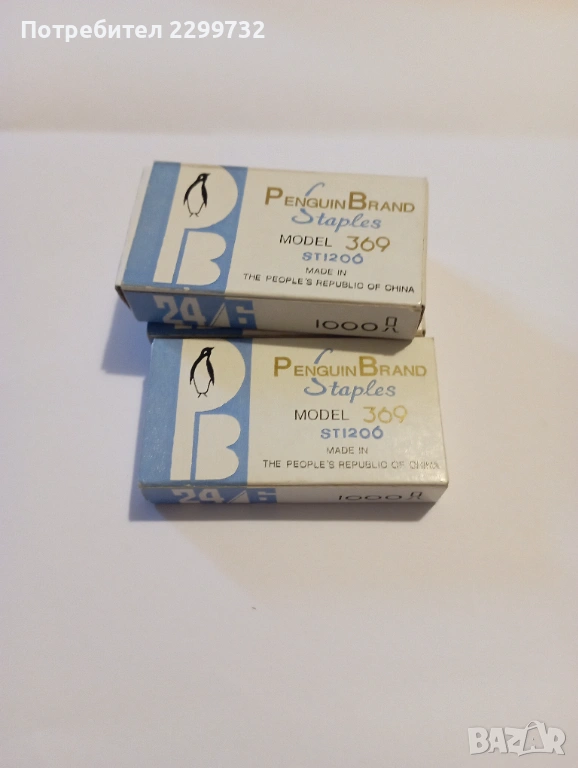 Потребител 2299732
PB
PENGUIN BRAND
Staples
MODEL 369
ST1206
MADE IN
THE PEOPLE'S REPUBLIC OF CHINA
24/6
1000
PB
PENGUIN BRAND
Staples
MODEL 369
ST1206
MADE IN
THE PEOPLE'S REPUBLIC OF CHINA
24/6
1000
BAZAR